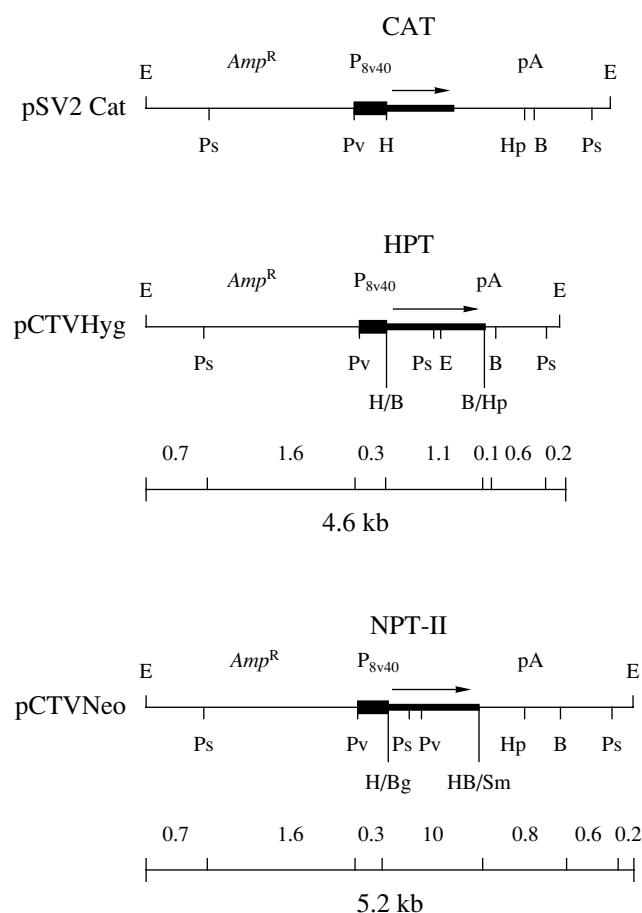 CAT
E AmpR P8v40 pA E
pSV2 Cat
Ps Pv H Hp B Ps
HPT
E AmpR P8v40 pA E
pCTVHyg
Ps Pv Ps E B Ps
H/B B/Hp
0.7 1.6 0.3 1.1 0.1 0.6 0.2
4.6 kb
NPT-II
E AmpR P8v40 pA E
pCTVNeo
Ps Pv Ps Pv Hp B Ps
H/Bg HB/Sm
0.7 1.6 0.3 10 0.8 0.6 0.2
5.2 kb